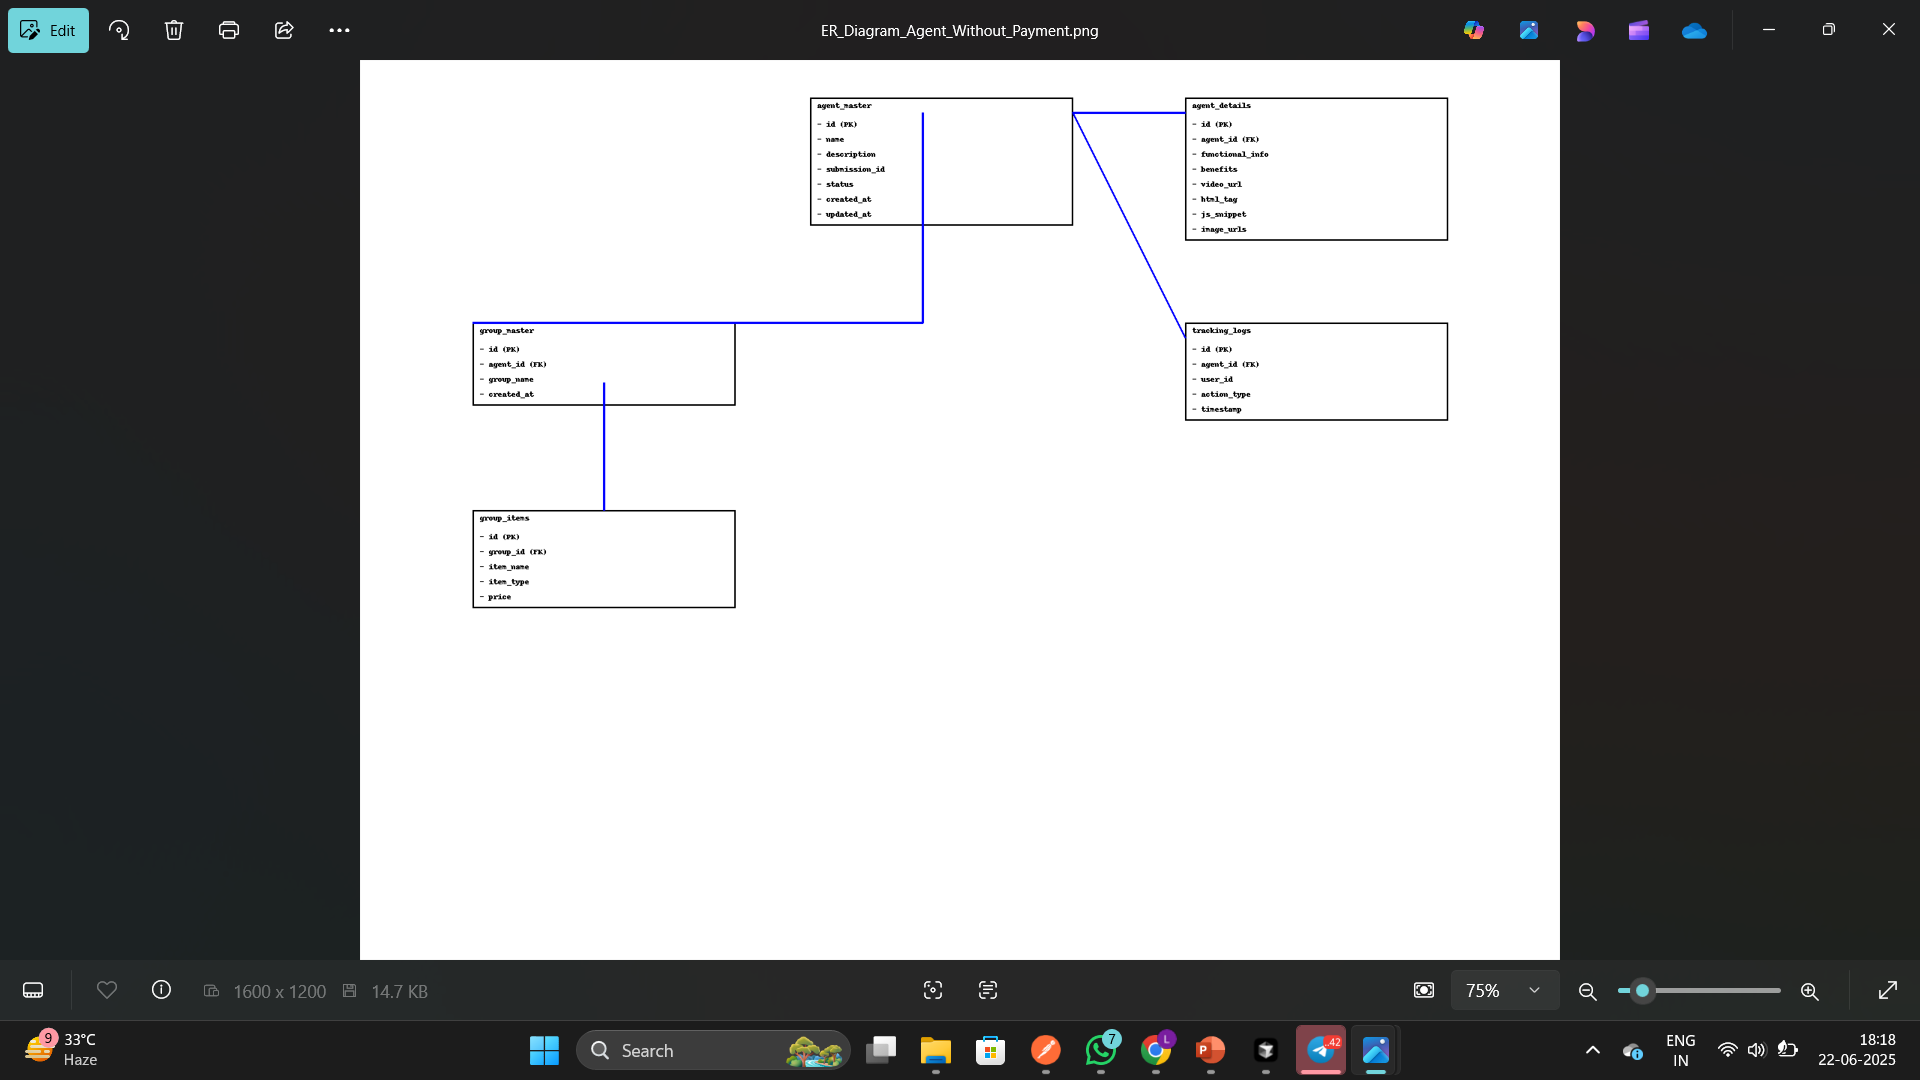 Edit
ER_Diagram_Agent_Without_Payment.png
agent_master
- id (PK)
- name
- description
- submission_id
- status
- created_at
- updated_at
agent_details
- id (PK)
- agent_id (FK)
- functional_info
- benefits
- video_url
- html_tag
- js_snippet
- image_urls
group_master
- id (PK)
- agent_id (FK)
- group_name
- created_at
tracking_logs
- id (PK)
- agent_id (FK)
- user_id
- action_type
- timestamp
group_items
- id (PK)
- group_id (FK)
- item_name
- item_type
- price
1600 x 1200
14.7 KB
75%
9
33°C
Haze
Search
7
L
P
.42
ENG
IN
18:18
22-06-2025